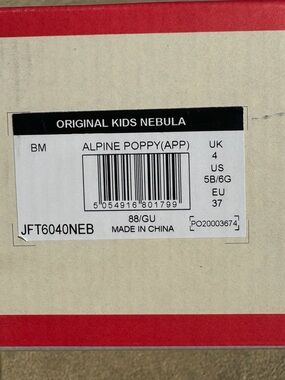 ORIGINAL KIDS NEBULA
BM
ALPINE POPPY(APP)
UK
4
US
5B/6G
EU
37
5 054916 801799
88/GU
MADE IN CHINA
JFT6040NEB
PO20003674